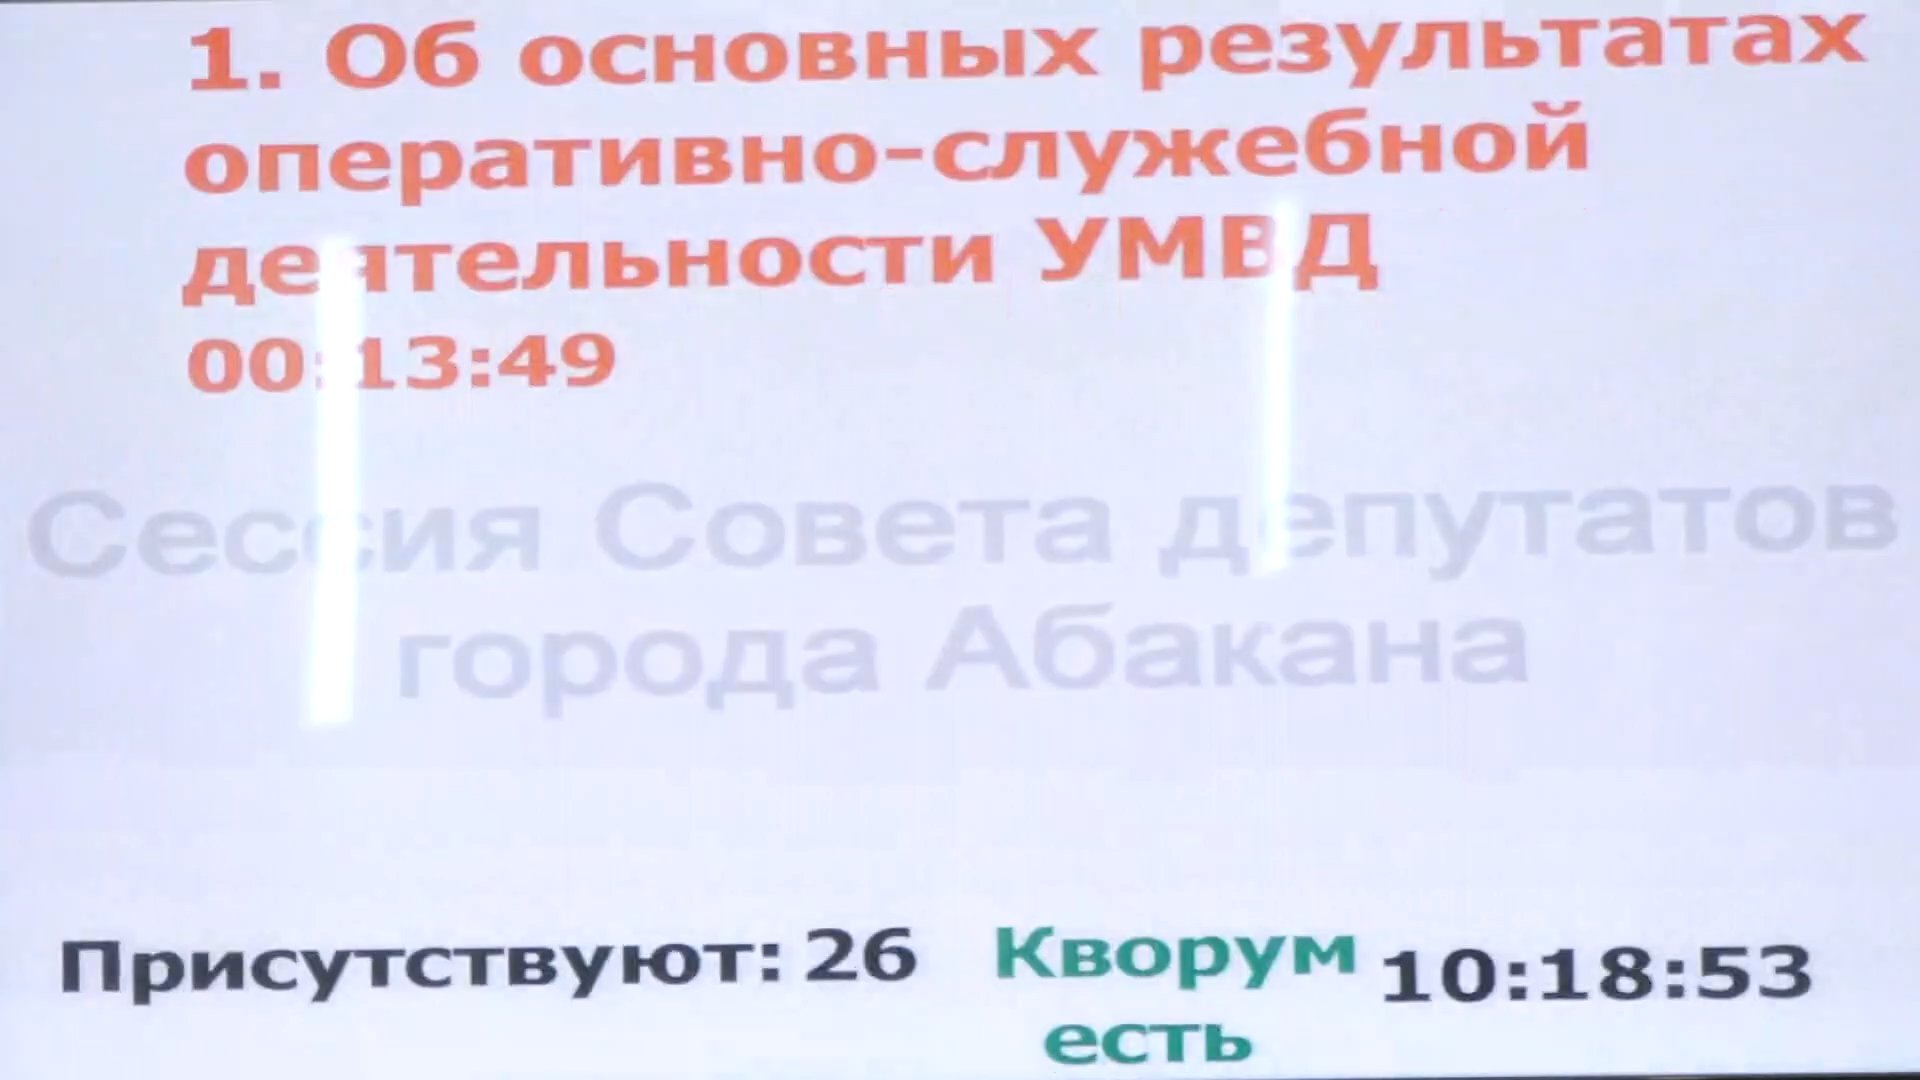 1. Об основных результатах
оперативно-служебной
деятельности УМВД
00:13:49
Сессия Совета депутатов
города Абакана
Присутствуют: 26
Кворум
есть
10:18:53